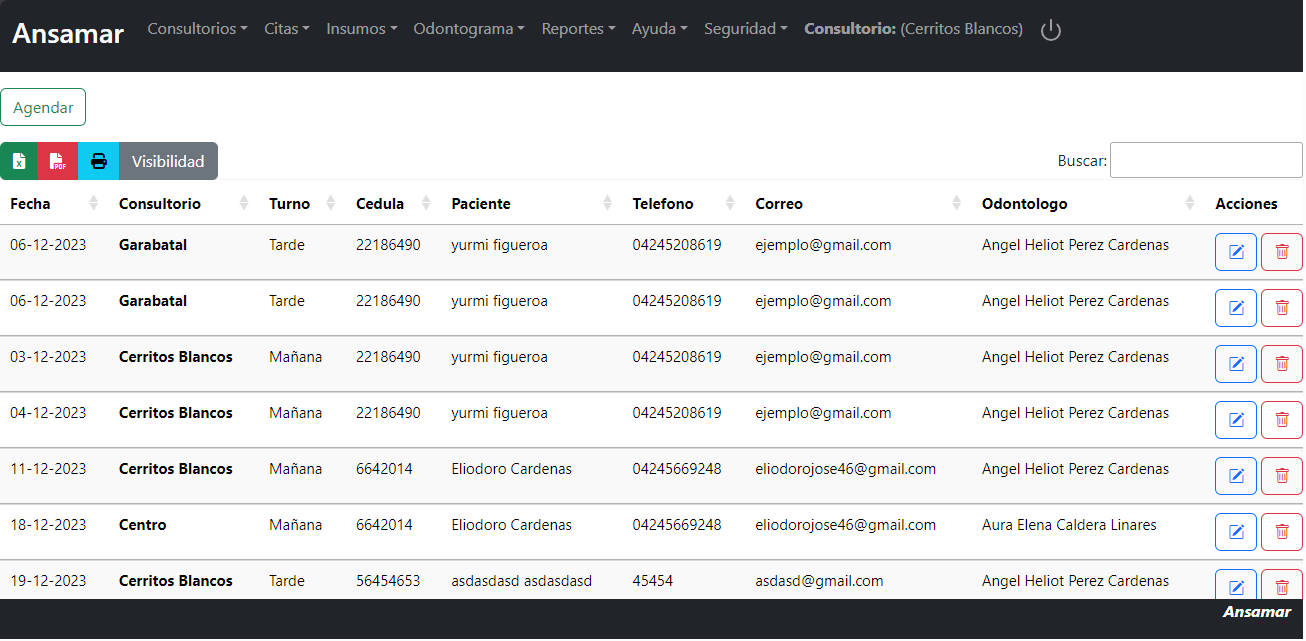 Ansamar Consultorios Citas Insumos Odontograma Reportes Ayuda Seguridad Consultorio: (Cerritos Blancos)
Agendar
PDF Visibilidad Buscar:
Fecha Consultorio Turno Cedula Paciente Telefono Correo Odontologo Acciones
06-12-2023 Garabatal Tarde 22186490 yurmi figueroa 04245208619 ejemplo@gmail.com Angel Heliot Perez Cardenas
06-12-2023 Garabatal Tarde 22186490 yurmi figueroa 04245208619 ejemplo@gmail.com Angel Heliot Perez Cardenas
03-12-2023 Cerritos Blancos Mañana 22186490 yurmi figueroa 04245208619 ejemplo@gmail.com Angel Heliot Perez Cardenas
04-12-2023 Cerritos Blancos Mañana 22186490 yurmi figueroa 04245208619 ejemplo@gmail.com Angel Heliot Perez Cardenas
11-12-2023 Cerritos Blancos Mañana 6642014 Eliodoro Cardenas 04245669248 eliodorojose46@gmail.com Angel Heliot Perez Cardenas
18-12-2023 Centro Mañana 6642014 Eliodoro Cardenas 04245669248 eliodorojose46@gmail.com Aura Elena Caldera Linares
19-12-2023 Cerritos Blancos Tarde 56454653 asdasdasd asdasdasd 45454 asdasd@gmail.com Angel Heliot Perez Cardenas
Ansamar